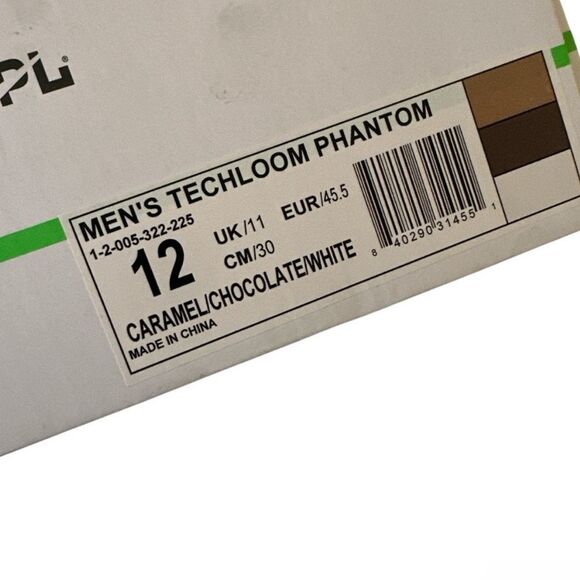 PL®
MEN'S TECHLOOM PHANTOM
1-2-005-322-225
12
UK/11 EUR/45.5
CM/30
CARAMEL/CHOCOLATE/WHITE
MADE IN CHINA
8 40290 31455 1